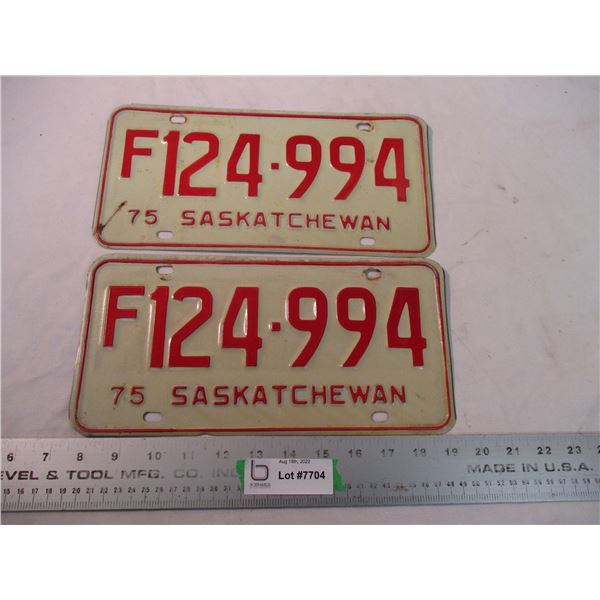 F124·994
75 SASKATCHEWAN
F124·994
75 SASKATCHEWAN
6 7 8 9 10 11 12 13 14 15 16 17 18 19 20 21 22 23
EVEL & TOOL MFG. CO. INC MADE IN U.S.A.
Aug 18th, 2022
Lot #7704